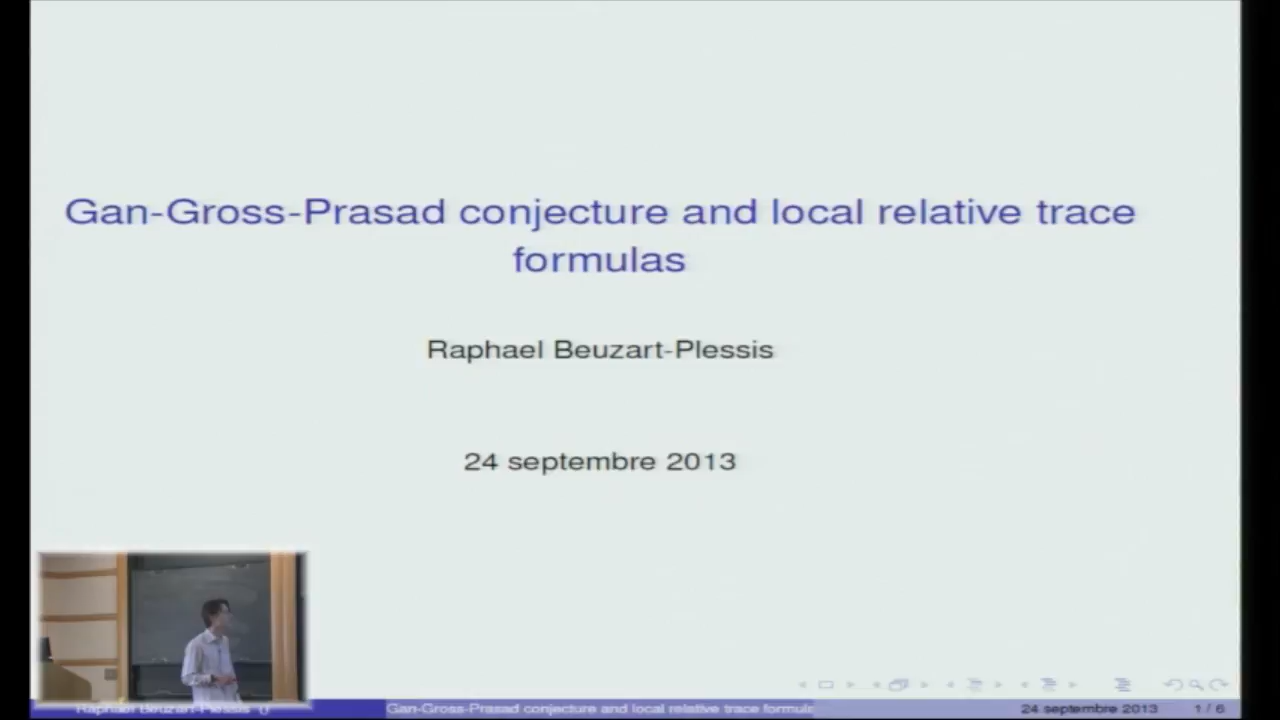 Gan-Gross-Prasad conjecture and local relative trace
formulas
Raphael Beuzart-Plessis
24 septembre 2013
Raphael Beuzart-Plessis ()
Gan-Gross-Prasad conjecture and local relative trace formulas
24 septembre 2013
1 / 6